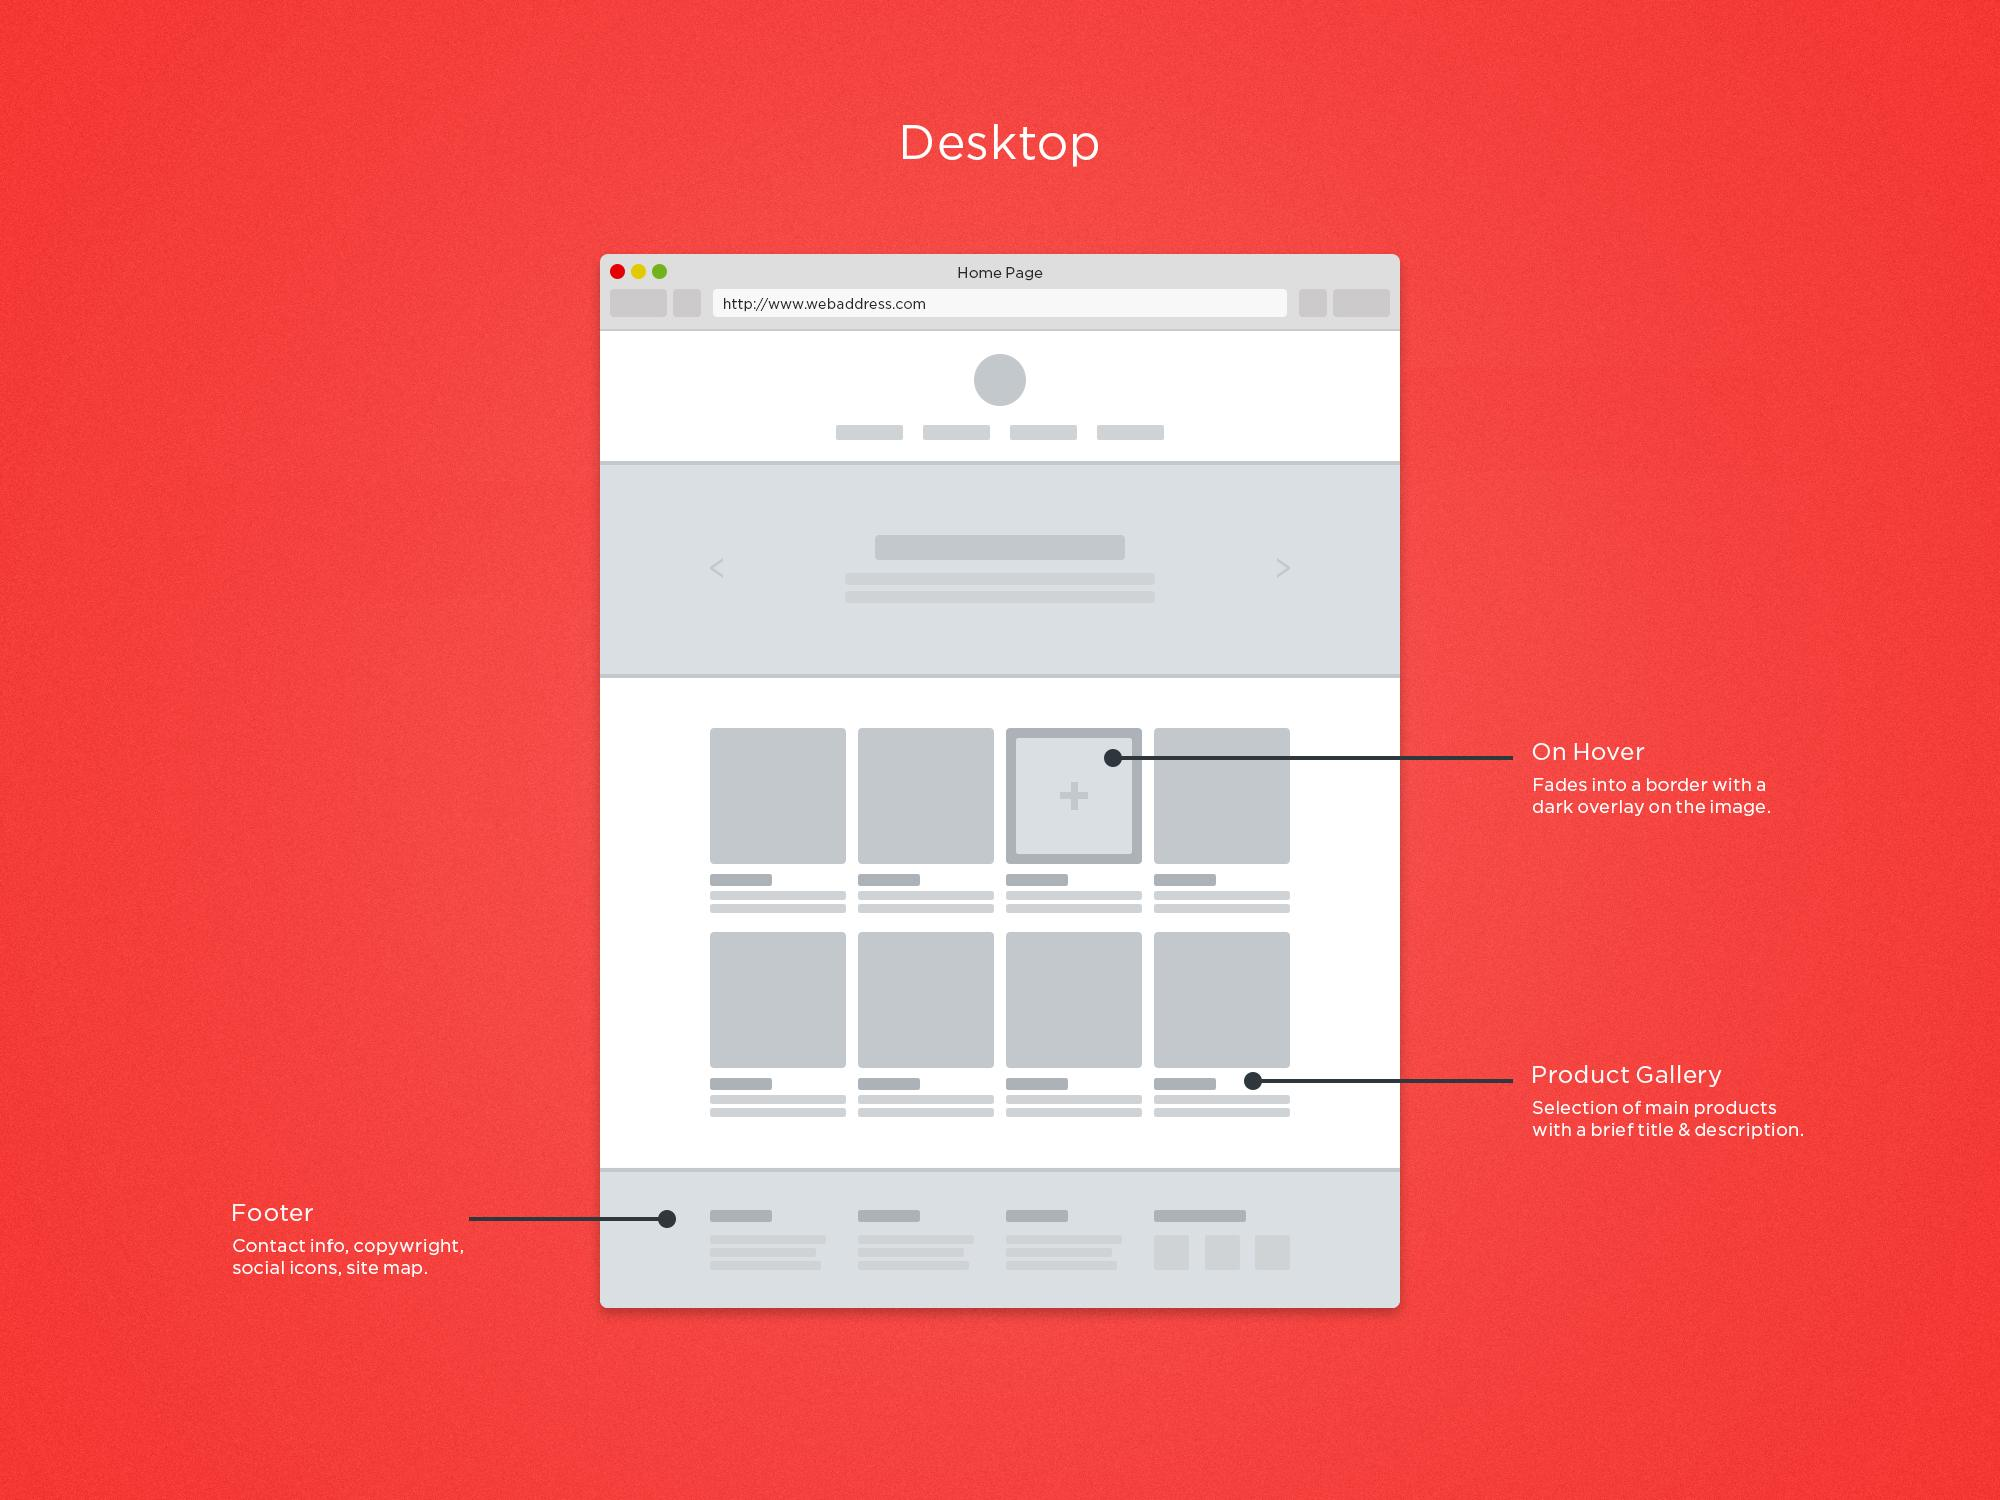 Desktop
Home Page
http://www.webaddress.com
<
>
On Hover
Fades into a border with a
dark overlay on the image.
Product Gallery
Selection of main products
with a brief title & description.
Footer
Contact info, copywright,
social icons, site map.